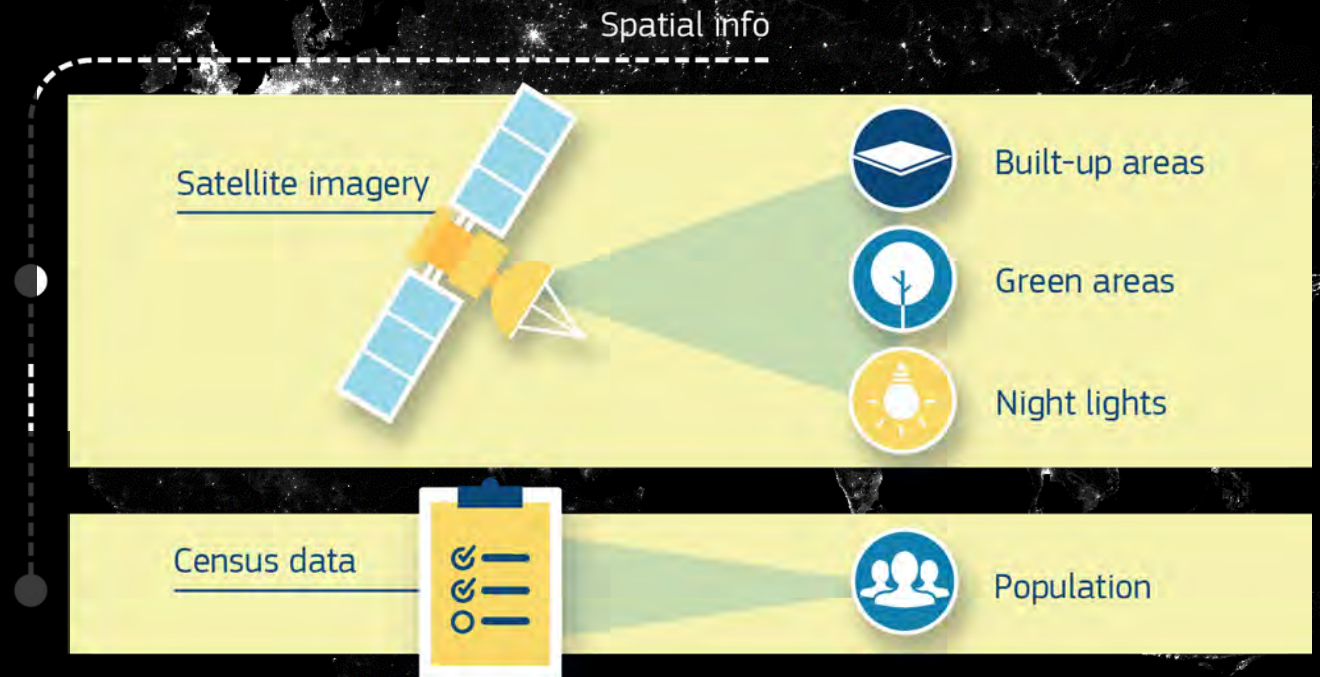 Spatial info
Satellite imagery
Built-up areas
Green areas
Night lights
Census data
Population